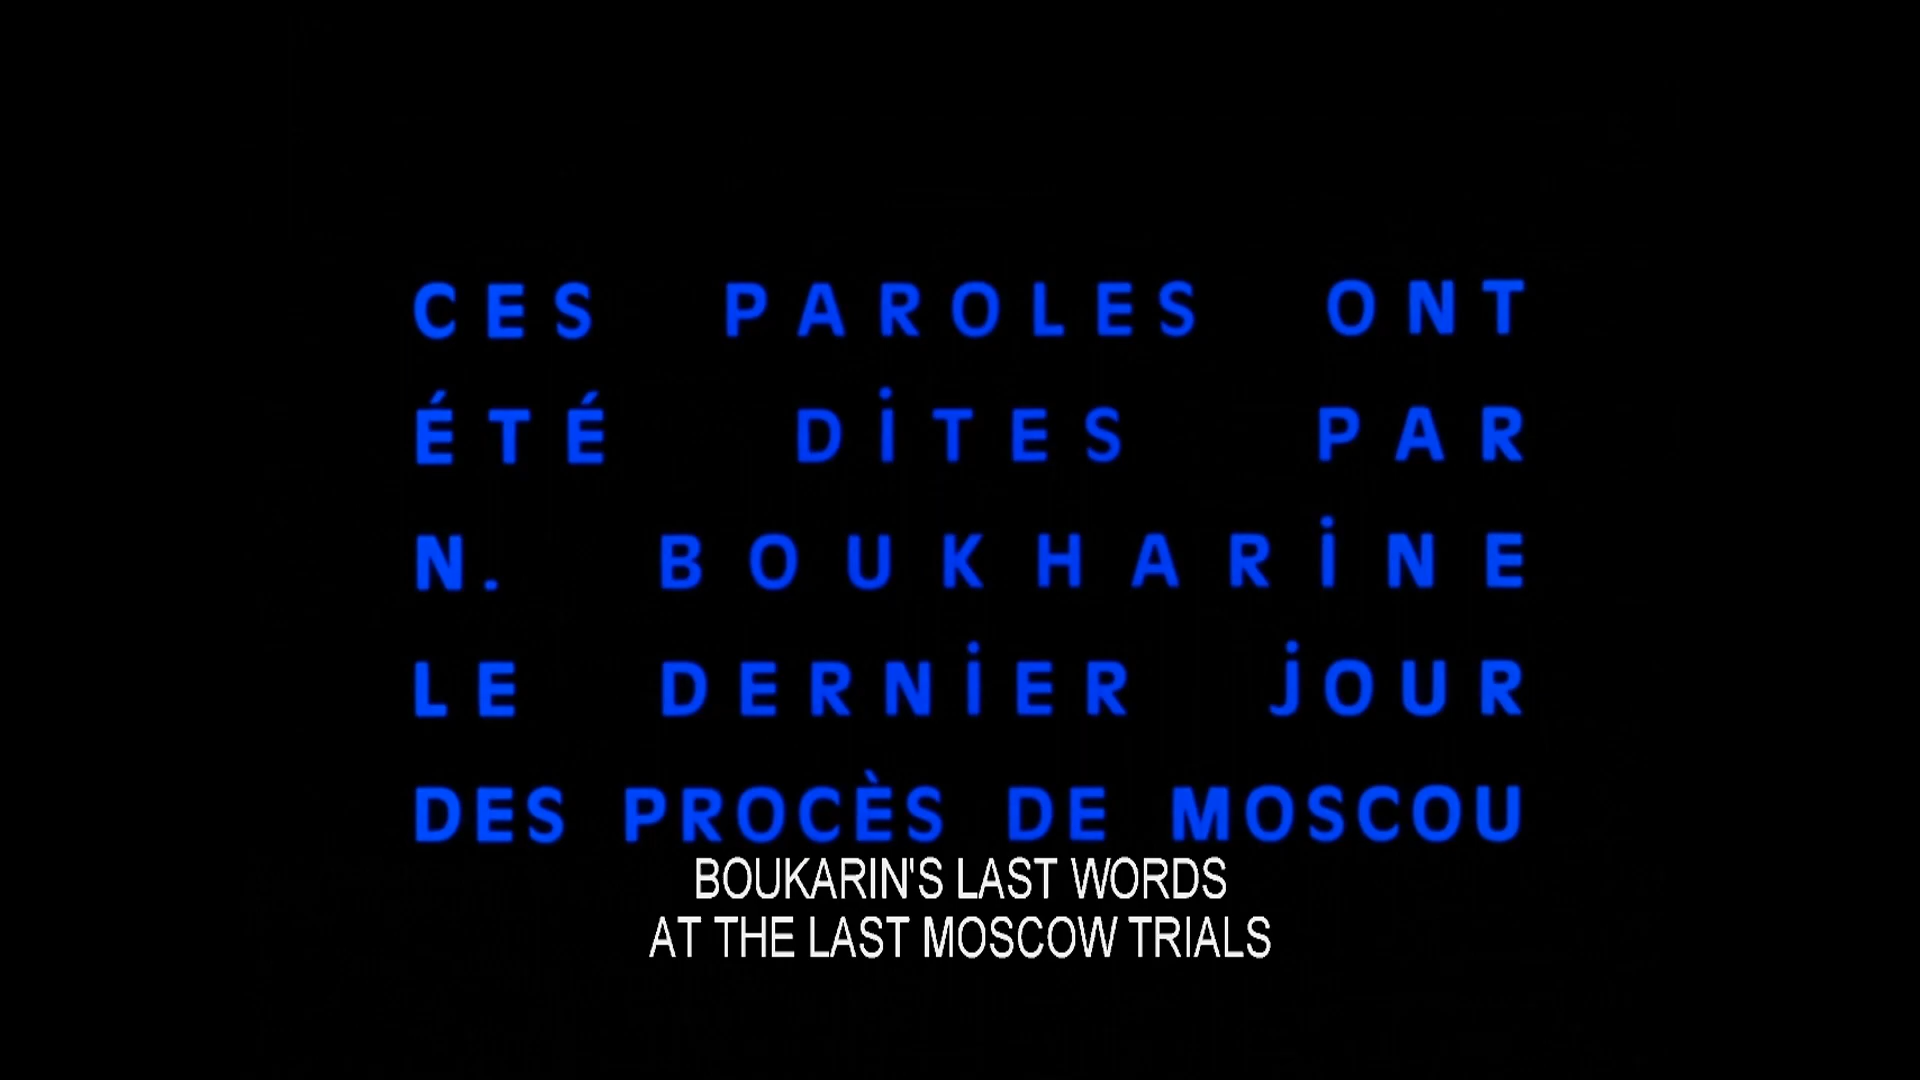 CES PAROLES ONT
ÉTÉ DiTES PAR
N. BOUKHARiNE
LE DERNiER jOUR
DES PROCÈS DE MOSCOU
BOUKARIN'S LAST WORDS
AT THE LAST MOSCOW TRIALS